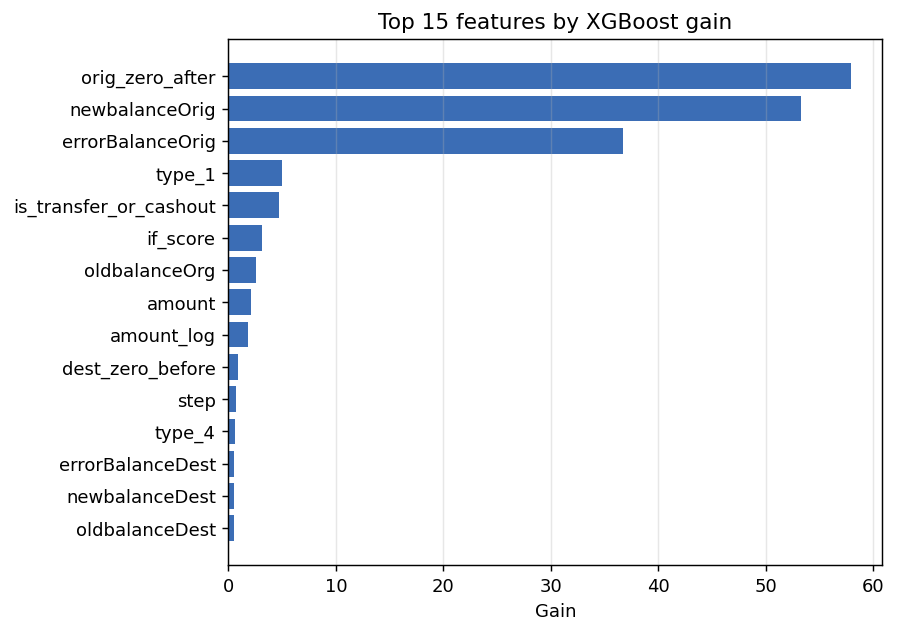 Top 15 features by XGBoost gain
orig_zero_after
newbalanceOrig
errorBalanceOrig
type_1
is_transfer_or_cashout
if_score
oldbalanceOrg
amount
amount_log
dest_zero_before
step
type_4
errorBalanceDest
newbalanceDest
oldbalanceDest
0 10 20 30 40 50 60
Gain